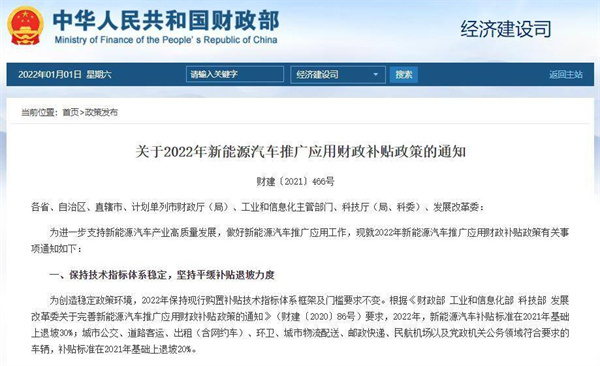 中华人民共和国财政部
Ministry of Finance of the People' s Republic of China
经济建设司
2022年01月01日 星期六
请输入关键字
经济建设司
搜索
返回主站
当前位置：首页>政策发布
关于2022年新能源汽车推广应用财政补贴政策的通知
财建〔2021〕466号
各省、自治区、直辖市、计划单列市财政厅（局）、工业和信息化主管部门、科技厅（局、科委）、发展改革委：
为进一步支持新能源汽车产业高质量发展，做好新能源汽车推广应用工作，现就2022年新能源汽车推广应用财政补贴政策有关事
项通知如下：
一、保持技术指标体系稳定，坚持平缓补贴退坡力度
为创造稳定政策环境，2022年保持现行购置补贴技术指标体系框架及门槛要求不变。根据《财政部 工业和信息化部 科技部 发展
改革委关于完善新能源汽车推广应用财政补贴政策的通知》（财建〔2020〕86号）要求，2022年，新能源汽车补贴标准在2021年基础
上退坡30%；城市公交、道路客运、出租（含网约车）、环卫、城市物流配送、邮政快递、民航机场以及党政机关公务领域符合要求的
车辆，补贴标准在2021年基础上退坡20%。